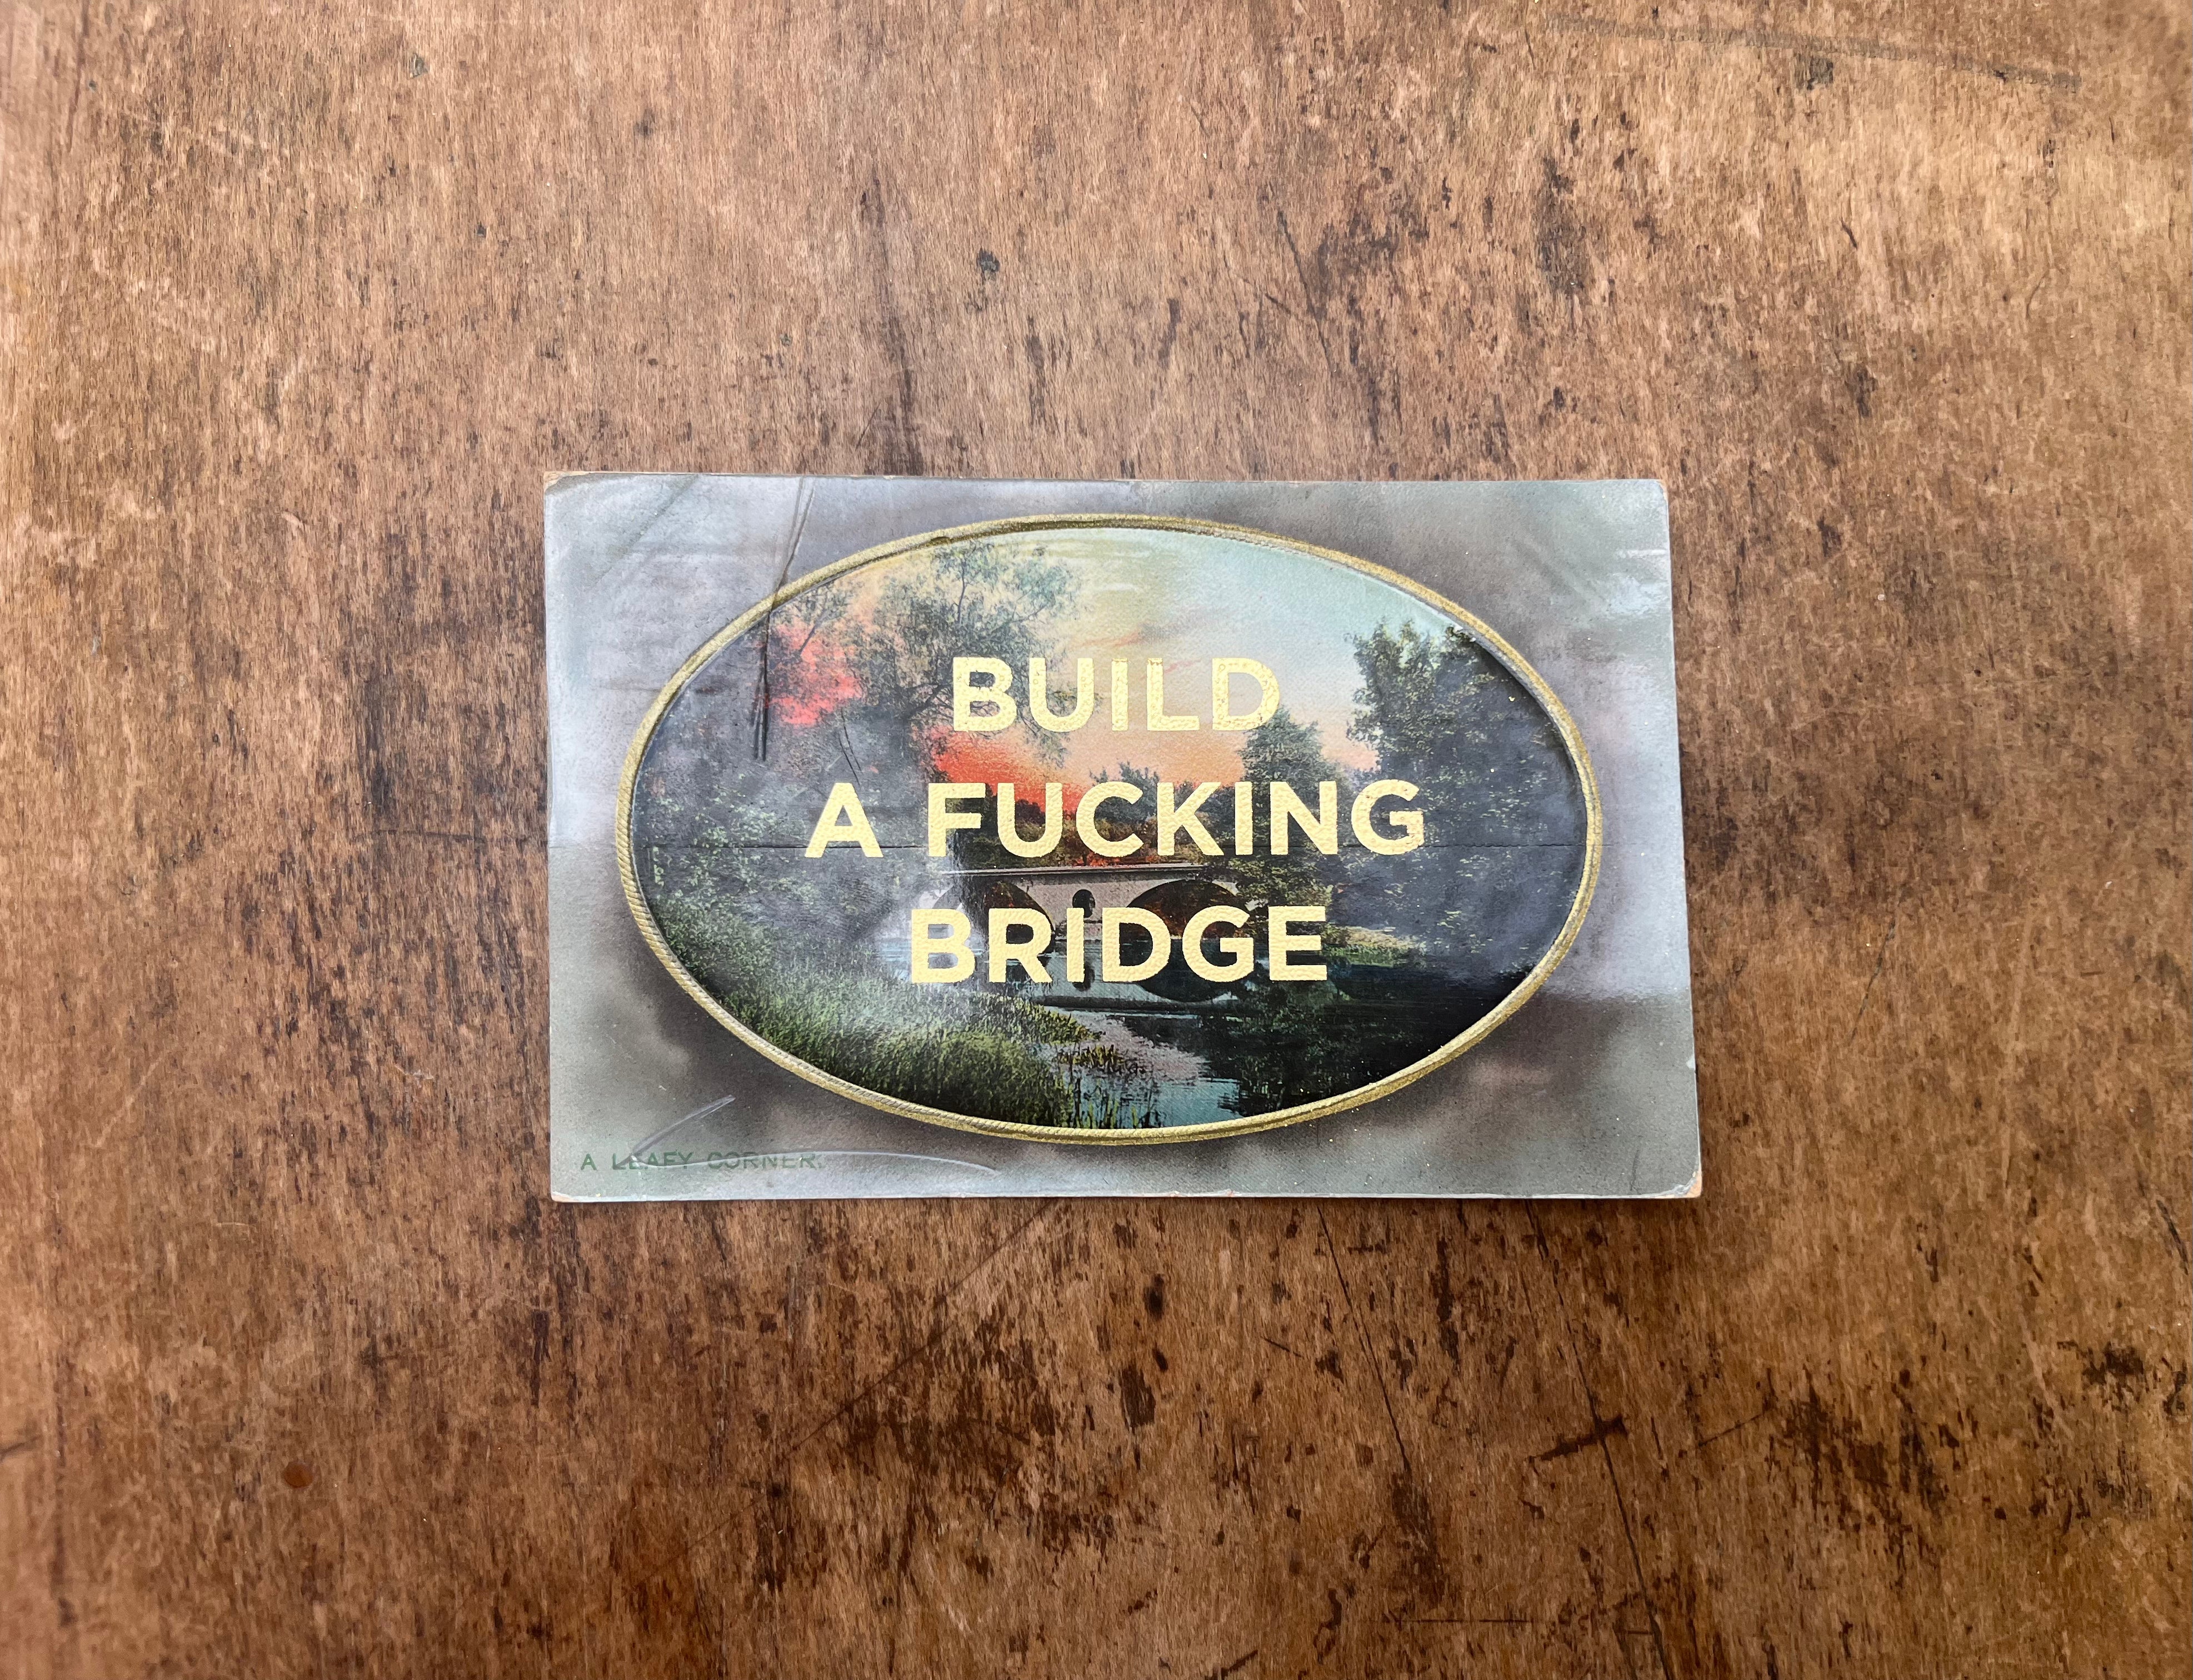 BUILD
A FUCKING
BRIDGE
A LEAFY CORNER.